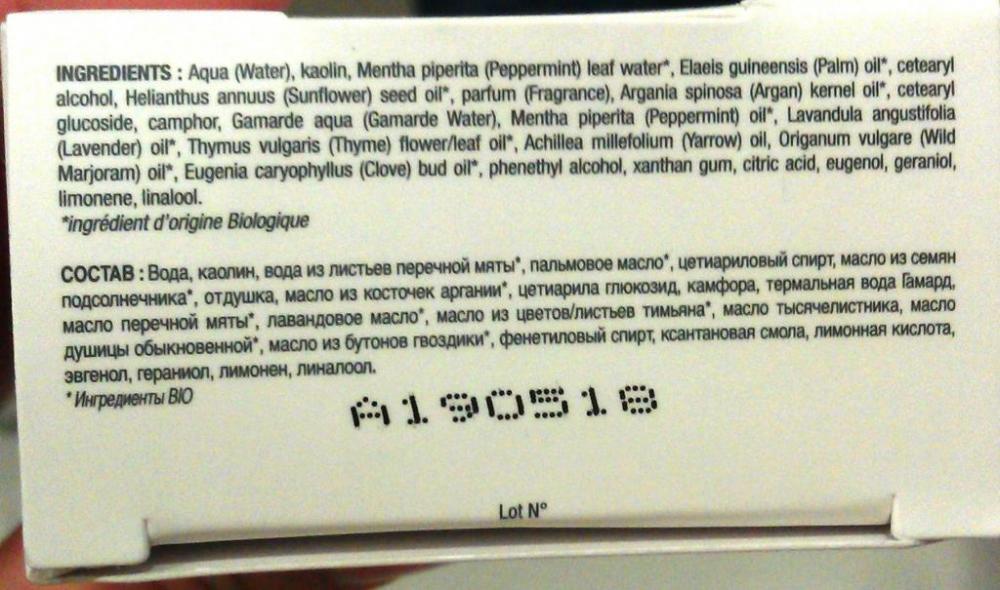 INGREDIENTS : Aqua (Water), kaolin, Mentha piperita (Peppermint) leaf water*, Elaeis guineensis (Palm) oil*, cetearyl
alcohol, Helianthus annuus (Sunflower) seed oil*, parfum (Fragrance), Argania spinosa (Argan) kernel oil*, cetearyl
glucoside, camphor, Gamarde aqua (Gamarde Water), Mentha piperita (Peppermint) oil*, Lavandula angustifolia
(Lavender) oil*, Thymus vulgaris (Thyme) flower/leaf oil*, Achillea millefolium (Yarrow) oil, Origanum vulgare (Wild
Marjoram) oil*, Eugenia caryophyllus (Clove) bud oil*, phenethyl alcohol, xanthan gum, citric acid, eugenol, geraniol,
limonene, linalool.
*ingrédient d'origine Biologique
СОСТАВ : Вода, каолин, вода из листьев перечной мяты*, пальмовое масло*, цетиариловый спирт, масло из семян
подсолнечника*, отдушка, масло из косточек аргании*, цетиарила глюкозид, камфора, термальная вода Гамард,
масло перечной мяты*, лавандовое масло*, масло из цветов/листьев тимьяна*, масло тысячелистника, масло
душицы обыкновенной*, масло из бутонов гвоздики*, фенетиловый спирт, ксантановая смола, лимонная кислота,
эвгенол, гераниол, лимонен, линалоол.
* Ингредиенты BIO
A190518
Lot N°